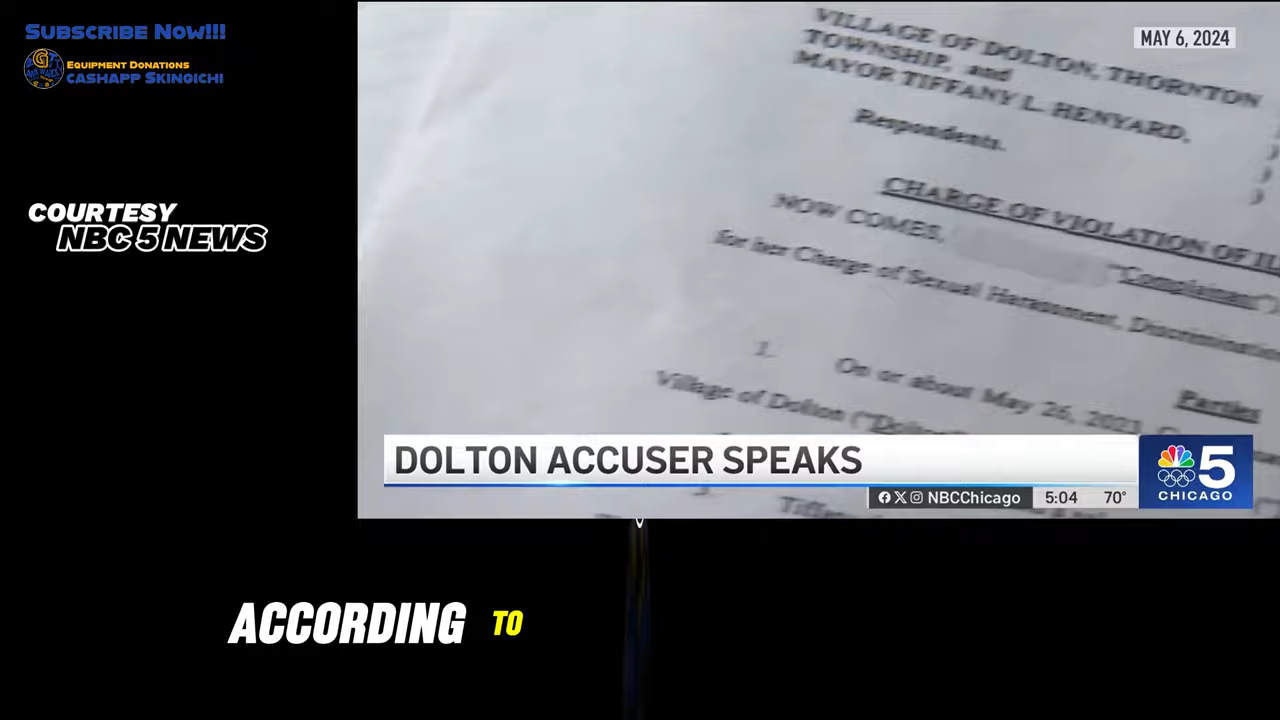 SUBSCRIBE NOW!!!
EQUIPMENT DONATIONS
CASHAPP SKINGICHI
COURTESY
NBC 5 NEWS
MAY 6, 2024
VILLAGE OF DOLTON, THORNTON
TOWNSHIP, and
MAYOR TIFFANY L. HENYARD,
Respondents.
)
)
)
CHARGE OF VIOLATION OF
NOW COMES, ("Complainant")
for her Charge of Sexual Harassment, Discrimination
Parties
1. On or about May 26, 2023,
Village of Dolton ("Dolton"
DOLTON ACCUSER SPEAKS
5
CHICAGO
NBCChicago 5:04 70°
ACCORDING TO